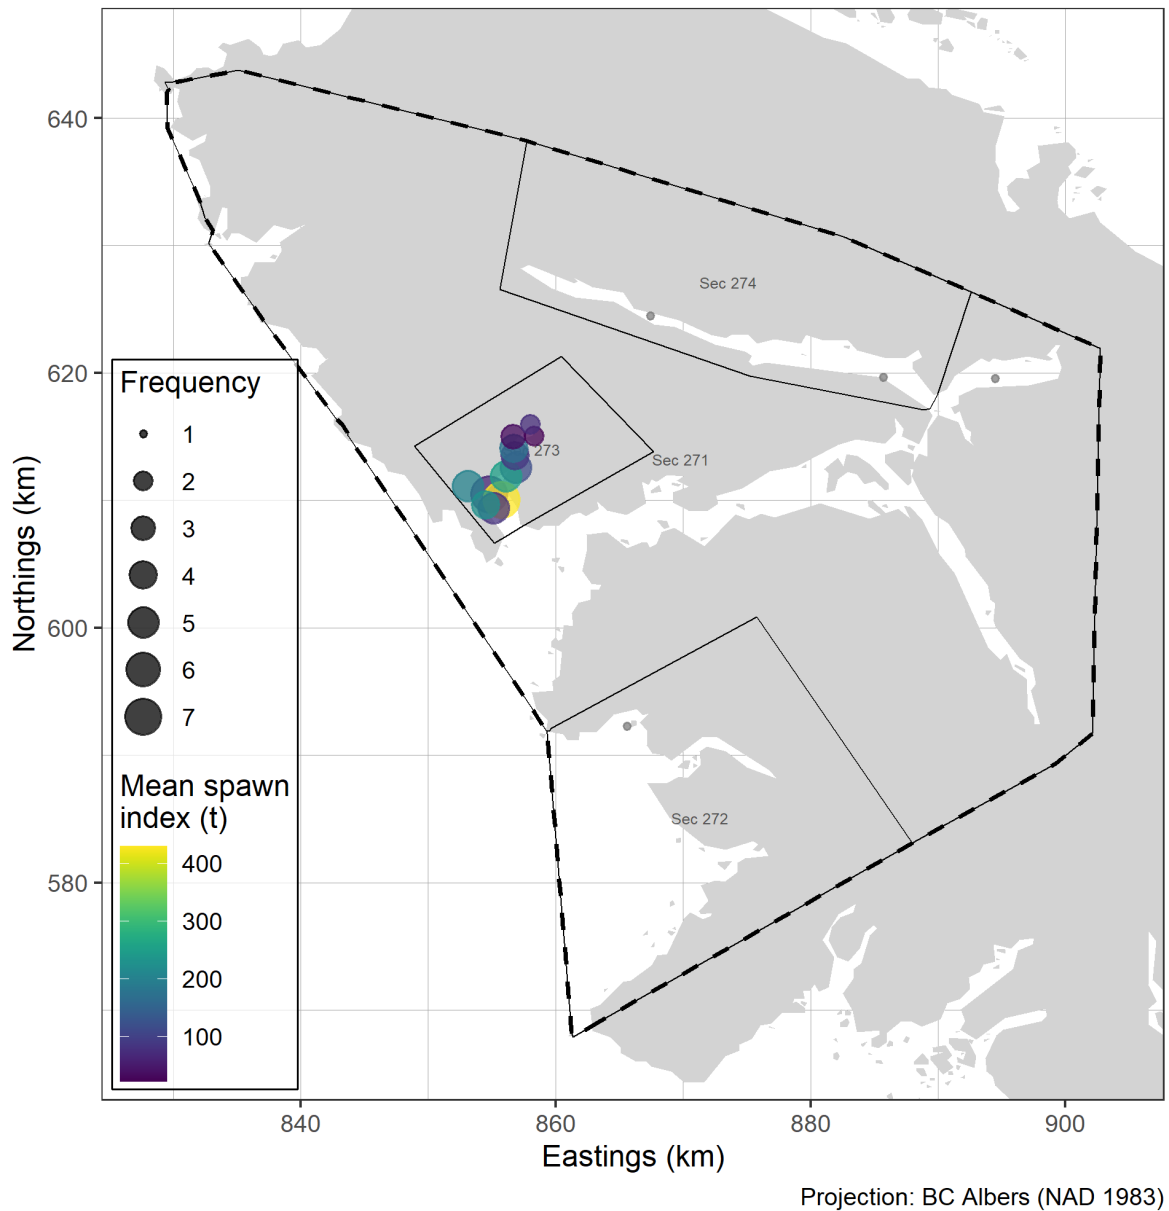 640
620
600
580
Northings (km)
Sec 274
273
Sec 271
Sec 272
Frequency
1
2
3
4
5
6
7
Mean spawn
index (t)
400
300
200
100
840
860
880
900
Eastings (km)
Projection: BC Albers (NAD 1983)